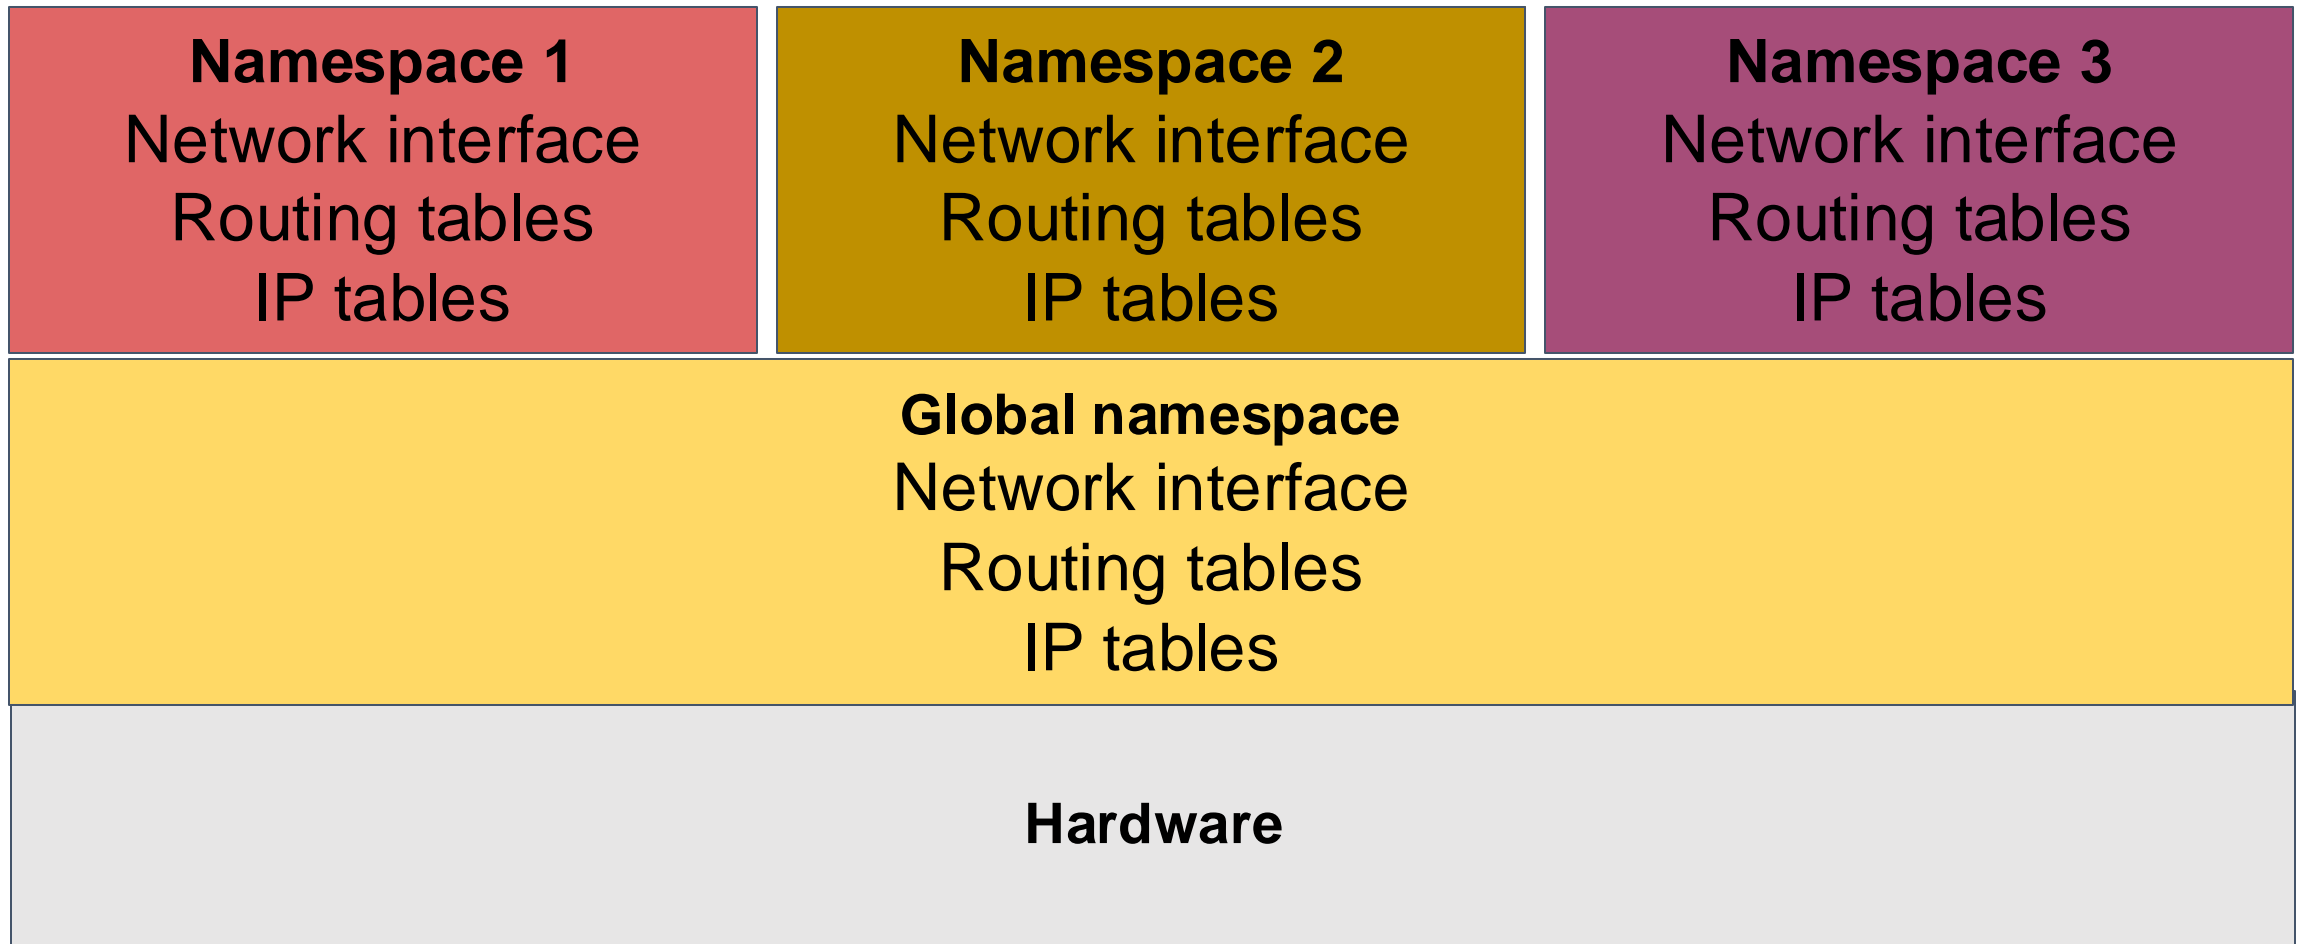 Namespace 1
Network interface
Routing tables
IP tables
Namespace 2
Network interface
Routing tables
IP tables
Namespace 3
Network interface
Routing tables
IP tables
Global namespace
Network interface
Routing tables
IP tables
Hardware